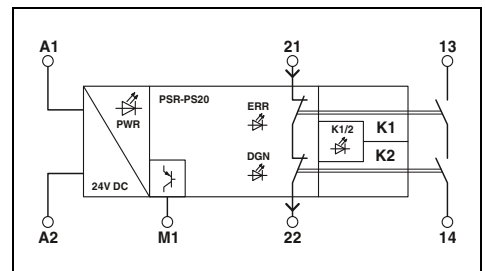 A1 21 13
PSR-PS20
PWR
ERR
K1/2
K1
K2
DGN
24V DC
A2 M1 22 14